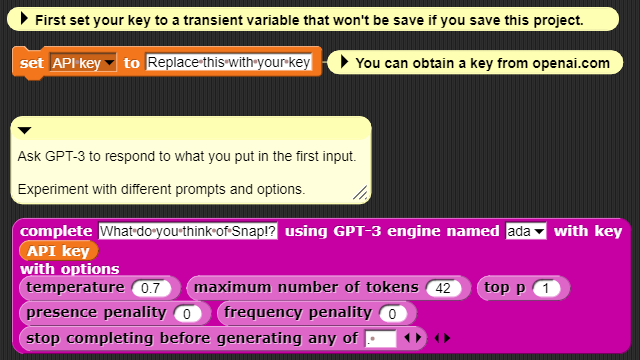 First set your key to a transient variable that won't be save if you save this project.
set API key to Replace this with your key
You can obtain a key from openai.com
Ask GPT-3 to respond to what you put in the first input.
Experiment with different prompts and options.
complete What do you think of Snap!? using GPT-3 engine named ada with key
API key
with options
temperature 0.7 maximum number of tokens 42 top p 1
presence penality 0 frequency penality 0
stop completing before generating any of .